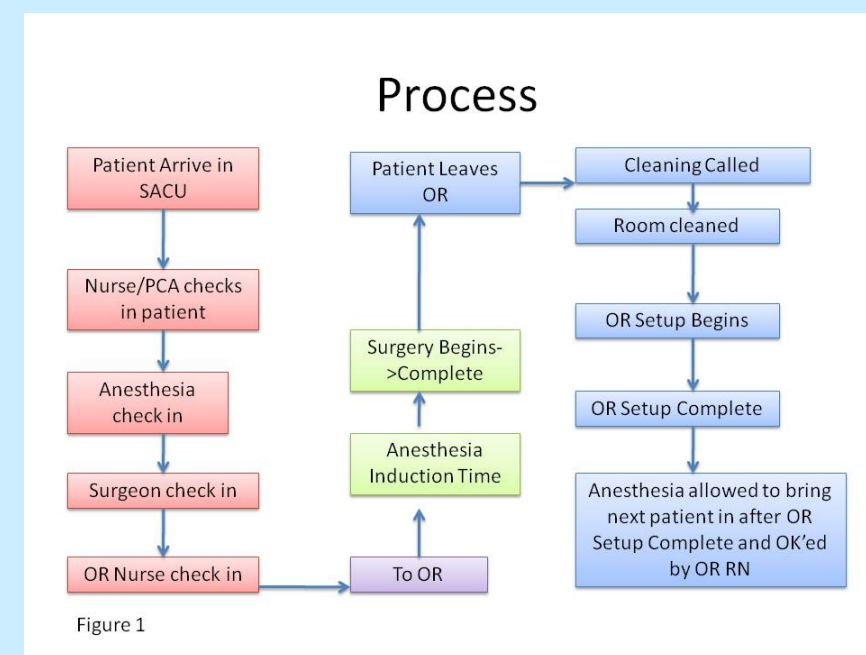 Process
Patient Arrive in
SACU
Nurse/PCA checks
in patient
Anesthesia
check in
Surgeon check in
OR Nurse check in
To OR
Anesthesia
Induction Time
Surgery Begins-
>Complete
Patient Leaves
OR
Cleaning Called
Room cleaned
OR Setup Begins
OR Setup Complete
Anesthesia allowed to bring
next patient in after OR
Setup Complete and OK’ed
by OR RN
Figure 1